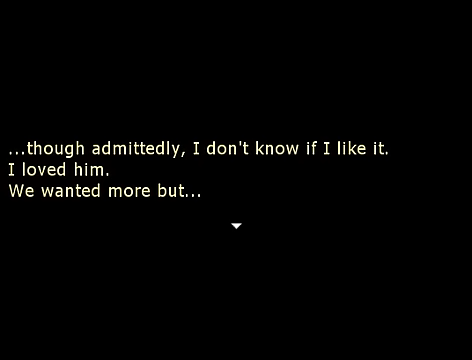 ...though admittedly, I don't know if I like it.
I loved him.
We wanted more but...